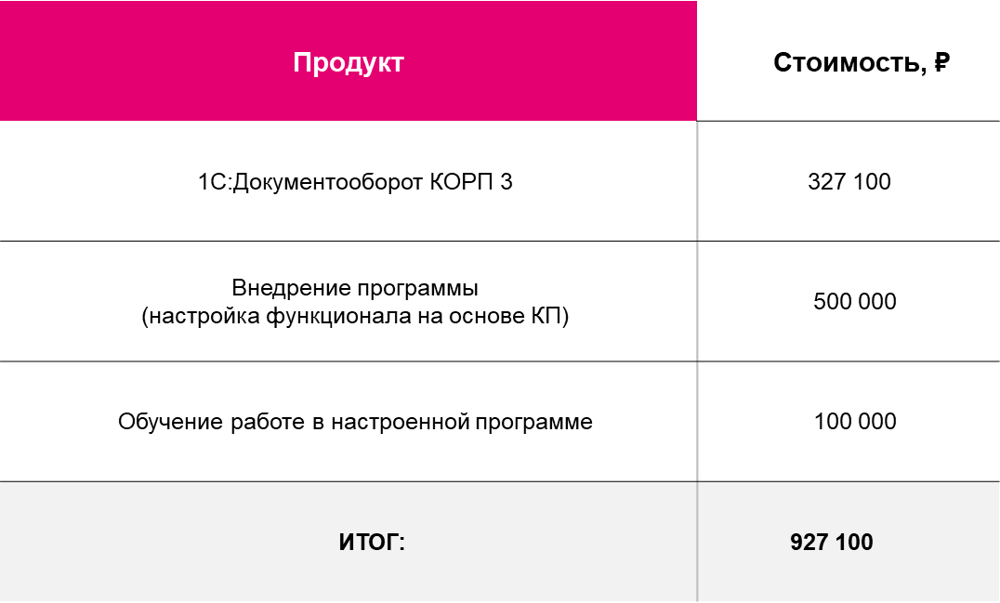 Продукт
Стоимость, ₽
1С:Документооборот КОРП 3
327 100
Внедрение программы
(настройка функционала на основе КП)
500 000
Обучение работе в настроенной программе
100 000
ИТОГ:
927 100